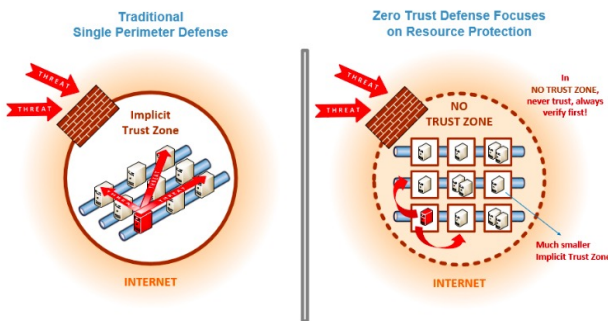 Traditional
Single Perimeter Defense
THREAT
THREAT
Implicit
Trust Zone
INTERNET
Zero Trust Defense Focuses
on Resource Protection
THREAT
THREAT
NO
TRUST ZONE
In
NO TRUST ZONE,
never trust, always
verify first!
Much smaller
Implicit Trust Zone
INTERNET